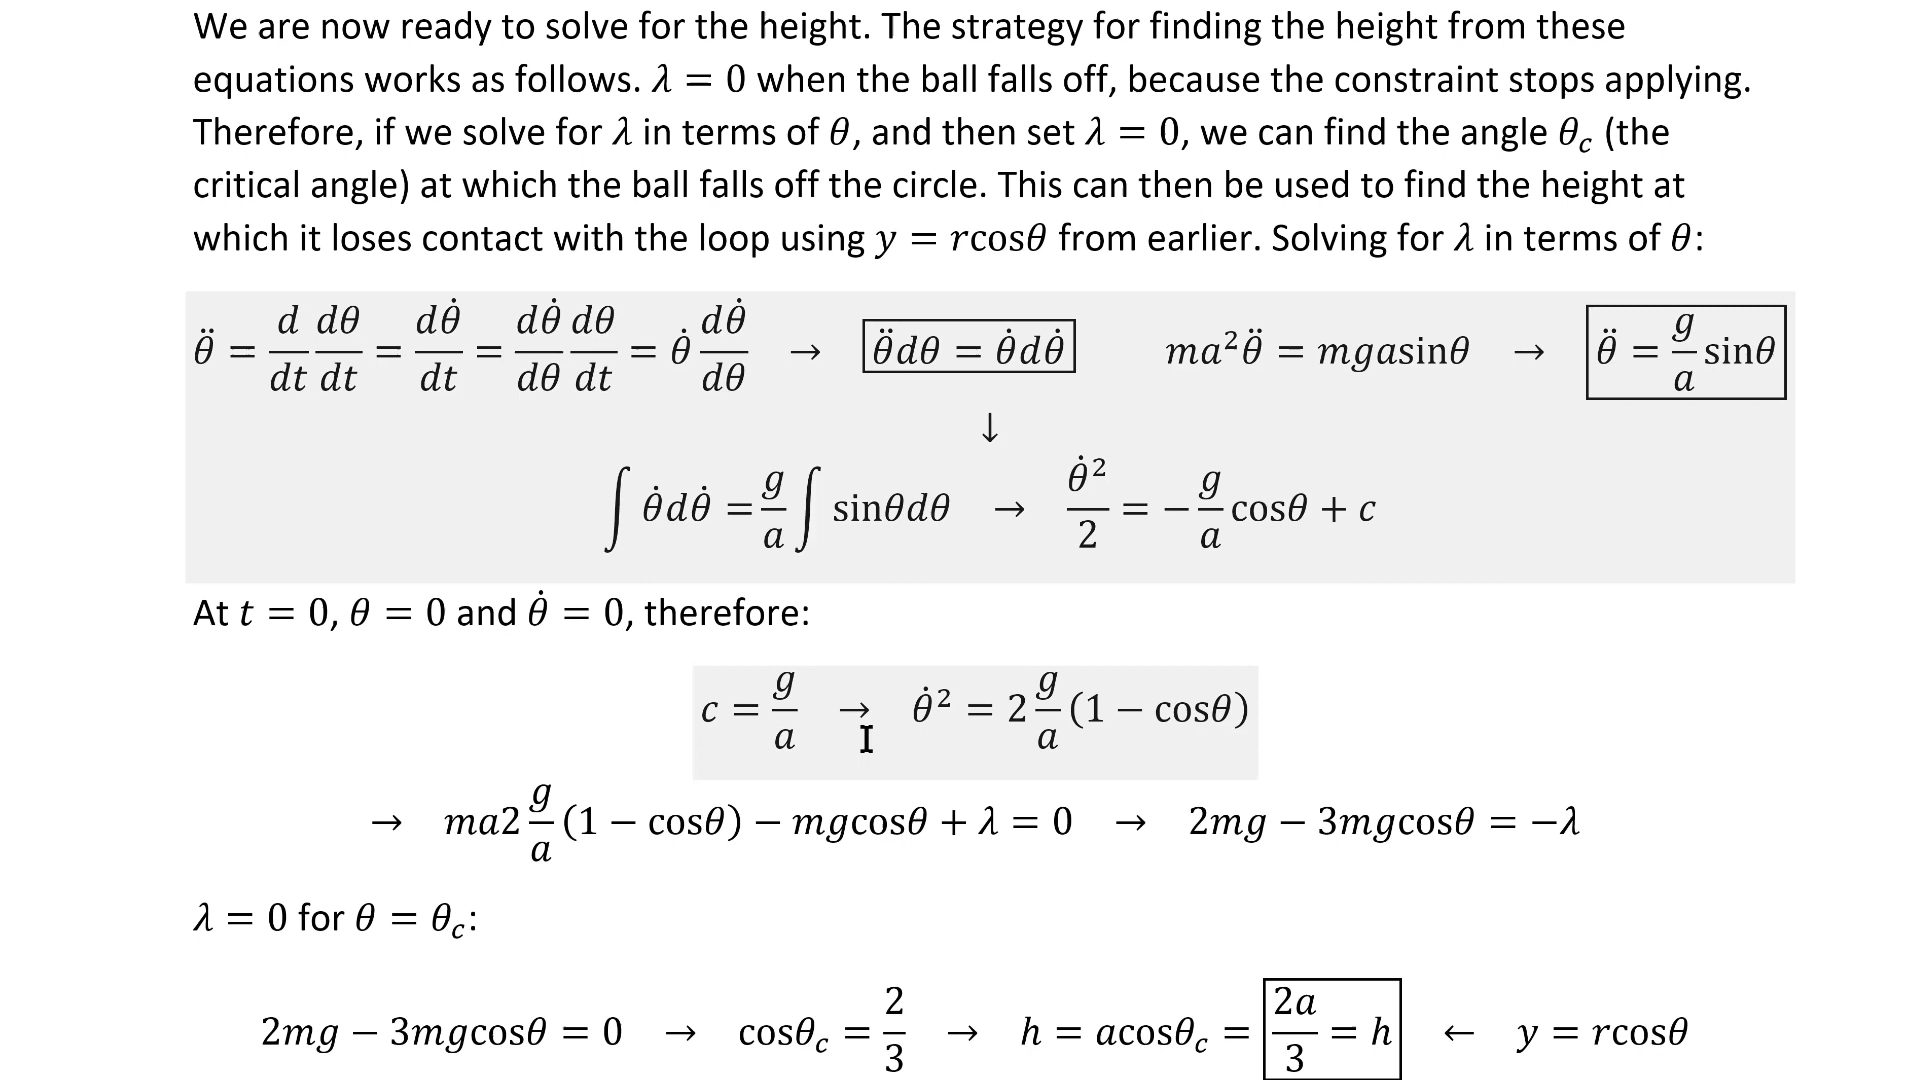 We are now ready to solve for the height. The strategy for finding the height from these
equations works as follows. λ = 0 when the ball falls off, because the constraint stops applying.
Therefore, if we solve for λ in terms of θ, and then set λ = 0, we can find the angle θ_c (the
critical angle) at which the ball falls off the circle. This can then be used to find the height at
which it loses contact with the loop using y = rcosθ from earlier. Solving for λ in terms of θ:
θ̈ = d/dt dθ/dt = dθ̇/dt = dθ̇/dθ dθ/dt = θ̇ dθ̇/dθ → θ̈dθ = θ̇dθ̇ ma²θ̈ = mgasinθ → θ̈ = g/a sinθ
↓
∫ θ̇dθ̇ = g/a ∫ sinθdθ → θ̇²/2 = −g/a cosθ + c
At t = 0, θ = 0 and θ̇ = 0, therefore:
c = g/a → θ̇² = 2 g/a (1 − cosθ)
→ ma2 g/a (1 − cosθ) − mgcosθ + λ = 0 → 2mg − 3mgcosθ = −λ
λ = 0 for θ = θ_c:
2mg − 3mgcosθ = 0 → cosθ_c = 2/3 → h = acosθ_c = 2a/3 = h ← y = rcosθ